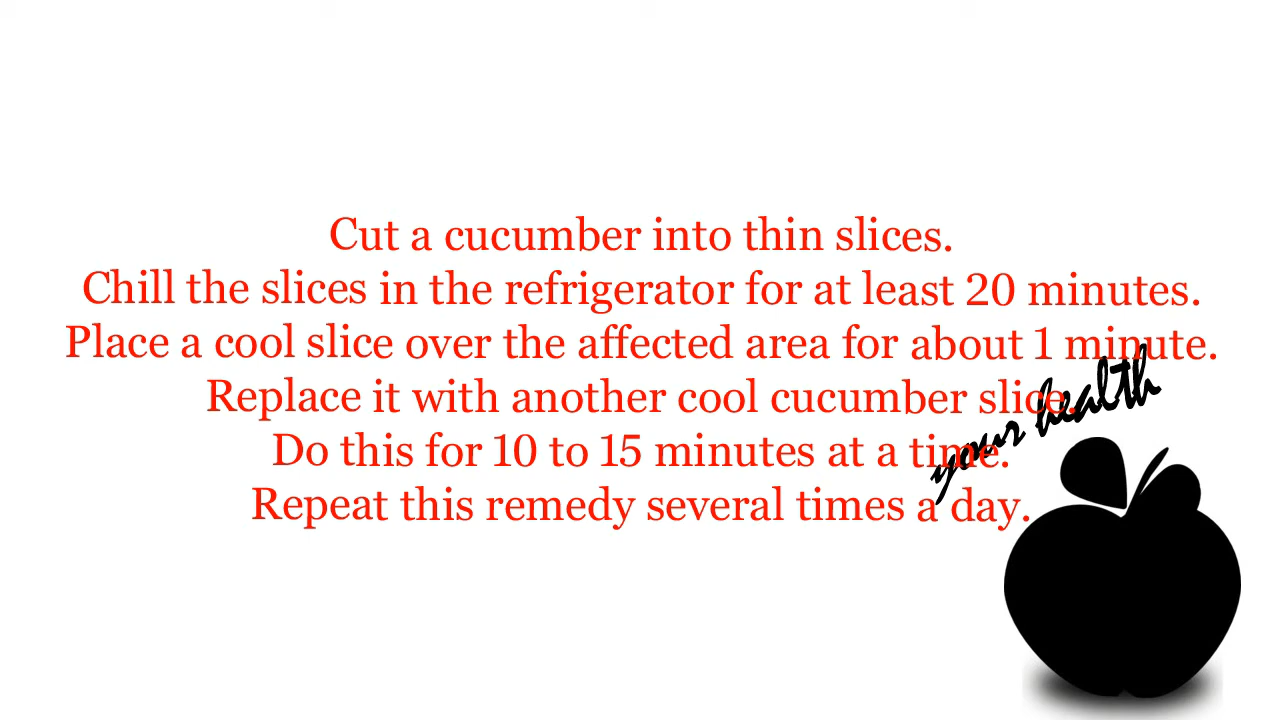 Cut a cucumber into thin slices.
Chill the slices in the refrigerator for at least 20 minutes.
Place a cool slice over the affected area for about 1 minute.
Replace it with another cool cucumber slice.
Do this for 10 to 15 minutes at a time.
Repeat this remedy several times a day.
your health